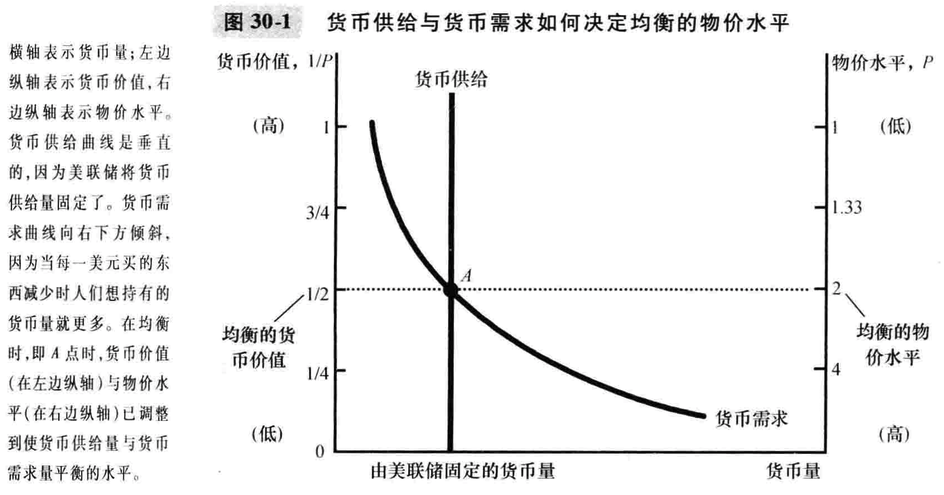 图 30-1 货币供给与货币需求如何决定均衡的物价水平
横轴表示货币量；左边
纵轴表示货币价值，右
边纵轴表示物价水平。
货币供给曲线是垂直
的，因为美联储将货币
供给量固定了。货币需
求曲线向右下方倾斜，
因为当每一美元买的东
西减少时人们想持有的
货币量就更多。在均衡
时，即 A 点时，货币价值
（在左边纵轴）与物价水
平（在右边纵轴）已调整
到使货币供给量与货币
需求量平衡的水平。
货币价值，1/P
物价水平，P
货币供给
（高）
1
1
（低）
3/4
1.33
A
1/2
2
均衡的货
币价值
均衡的物
价水平
1/4
4
货币需求
（低）
（高）
0
由美联储固定的货币量
货币量